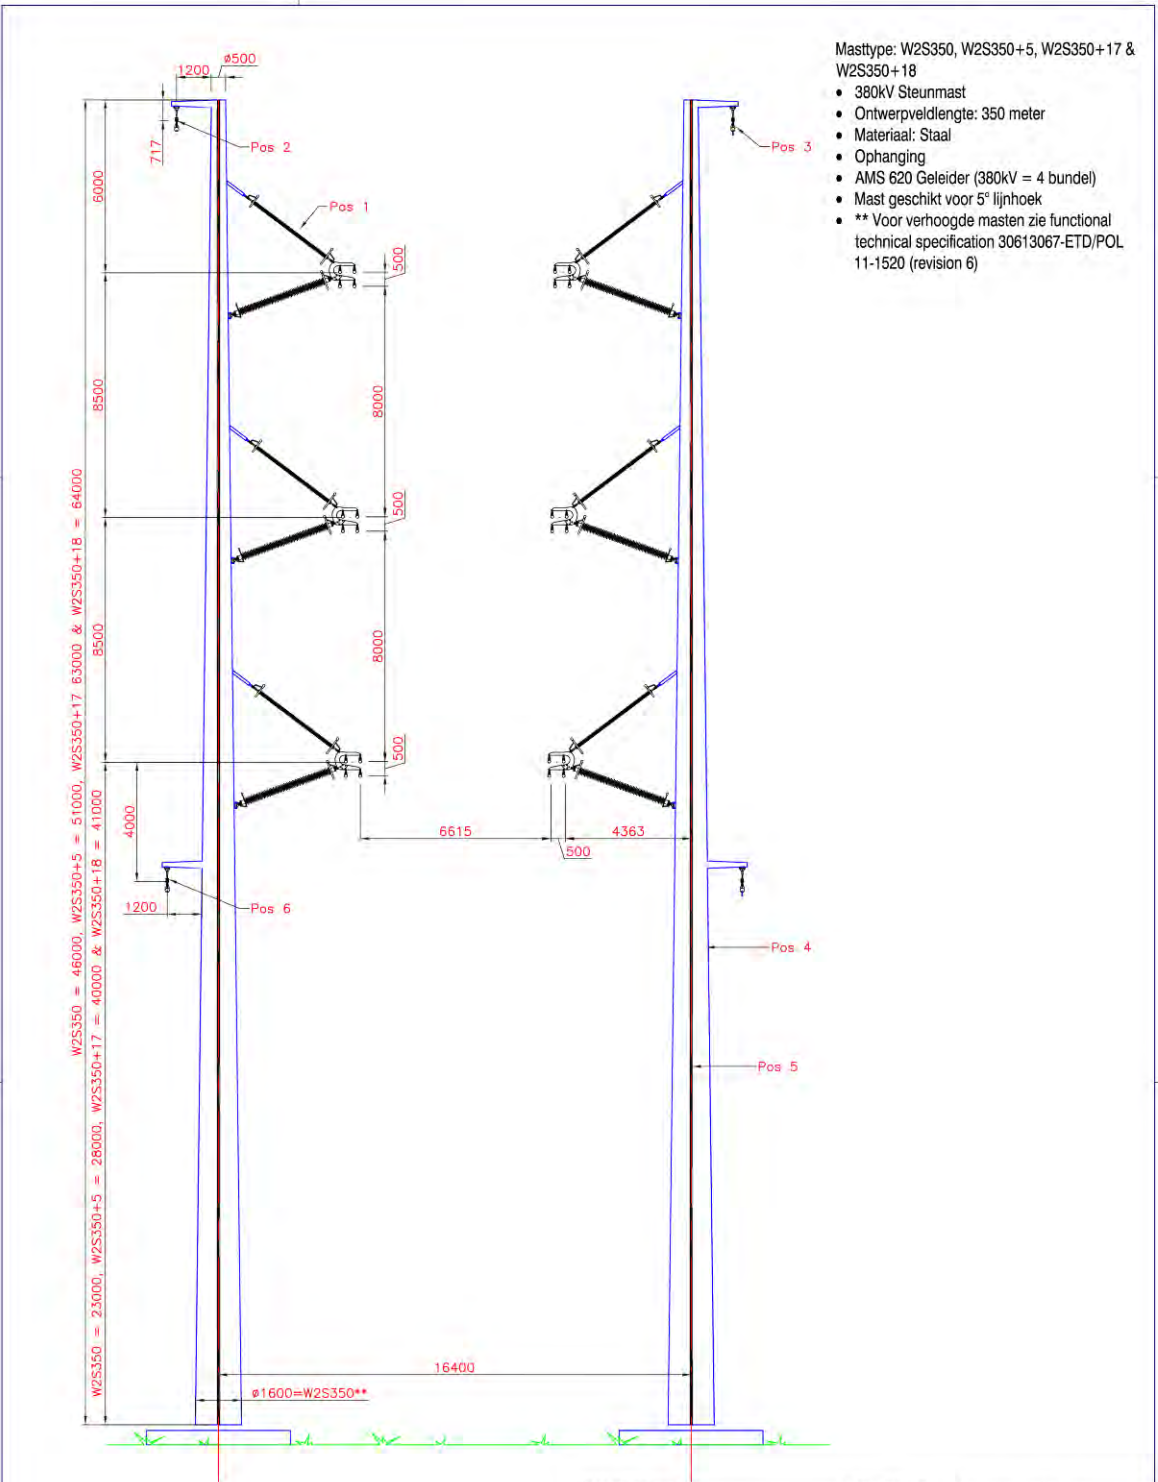 Masttype: W2S350, W2S350+5, W2S350+17 &
W2S350+18
• 380kV Steunmast
• Ontwerpveldlengte: 350 meter
• Materiaal: Staal
• Ophanging
• AMS 620 Geleider (380kV = 4 bundel)
• Mast geschikt voor 5° lijnhoek
• ** Voor verhoogde masten zie functional
technical specification 30613067-ETD/POL
11-1520 (revision 6)
ø500
1200
717
Pos 2
Pos 3
6000
Pos 1
500
8500
8000
500
8500
8000
500
W2S350 = 46000, W2S350+5 = 51000, W2S350+17 63000 & W2S350+18 = 64000
W2S350 = 23000, W2S350+5 = 28000, W2S350+17 = 40000 & W2S350+18 = 41000
4000
6615
500
4363
1200
Pos 6
Pos 4
Pos 5
16400
ø1600=W2S350**